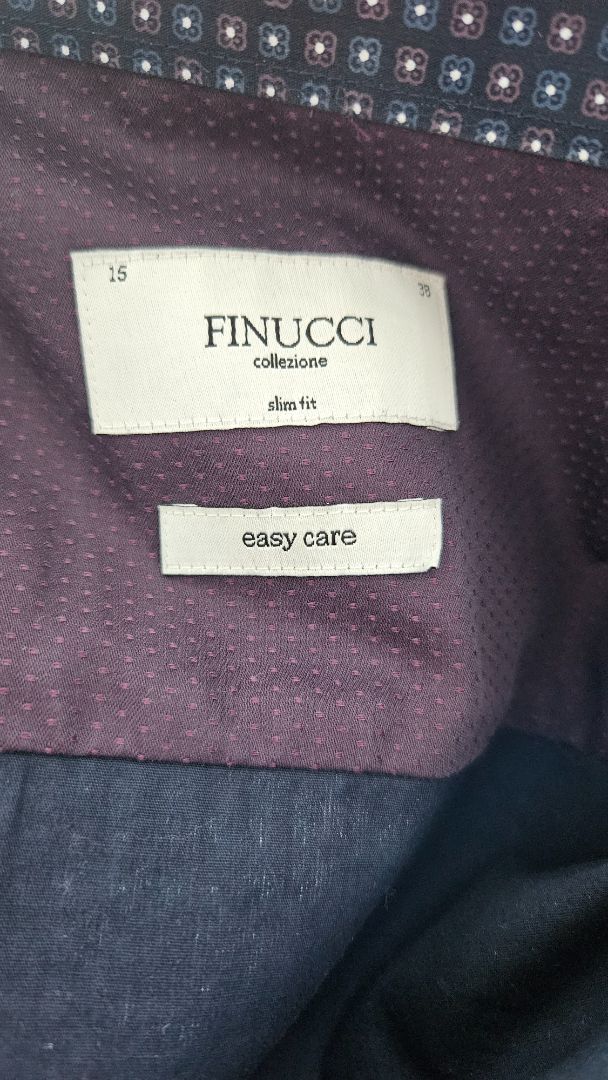 15 38
FINUCCI
collezione
slim fit
easy care